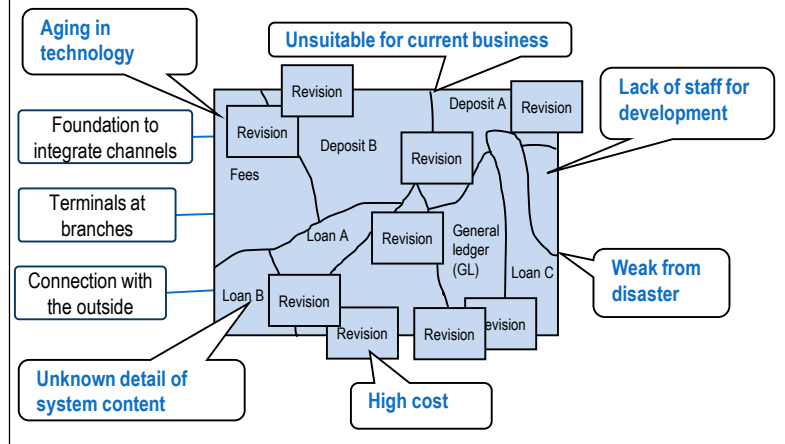 Aging in
technology
Unsuitable for current business
Lack of staff for
development
Revision
Deposit A
Revision
Revision
Foundation to
integrate channels
Deposit B
Revision
Fees
Terminals at
branches
Loan A
Revision
General
ledger
(GL)
Loan C
Weak from
disaster
Connection with
the outside
Loan B
Revision
Revision
Revision
evision
Unknown detail of
system content
High cost